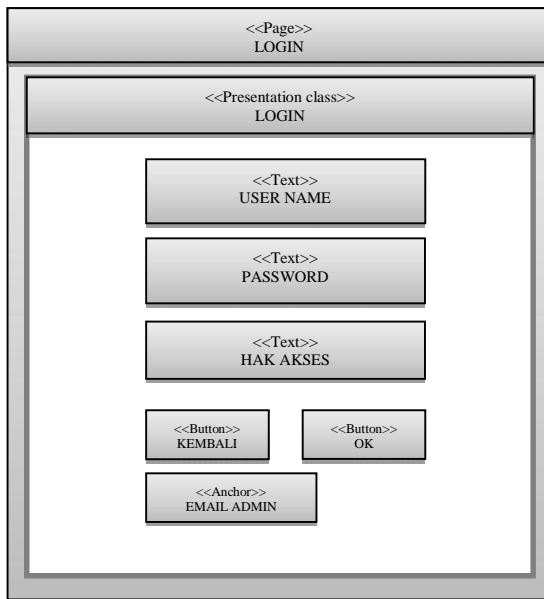 <<Page>>
LOGIN
<<Presentation class>>
LOGIN
<<Text>>
USER NAME
<<Text>>
PASSWORD
<<Text>>
HAK AKSES
<<Button>>
KEMBALI
<<Button>>
OK
<<Anchor>>
EMAIL ADMIN